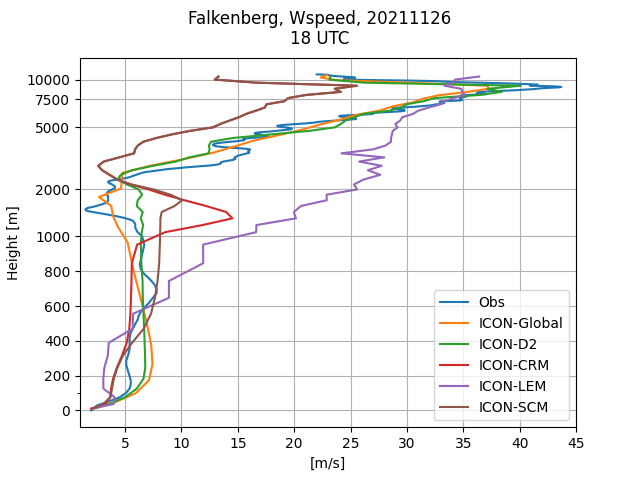 Falkenberg, Wspeed, 20211126
18 UTC
Height [m]
10000
7500
5000
2000
1000
800
600
400
200
0
Obs
ICON-Global
ICON-D2
ICON-CRM
ICON-LEM
ICON-SCM
5 10 15 20 25 30 35 40 45
[m/s]